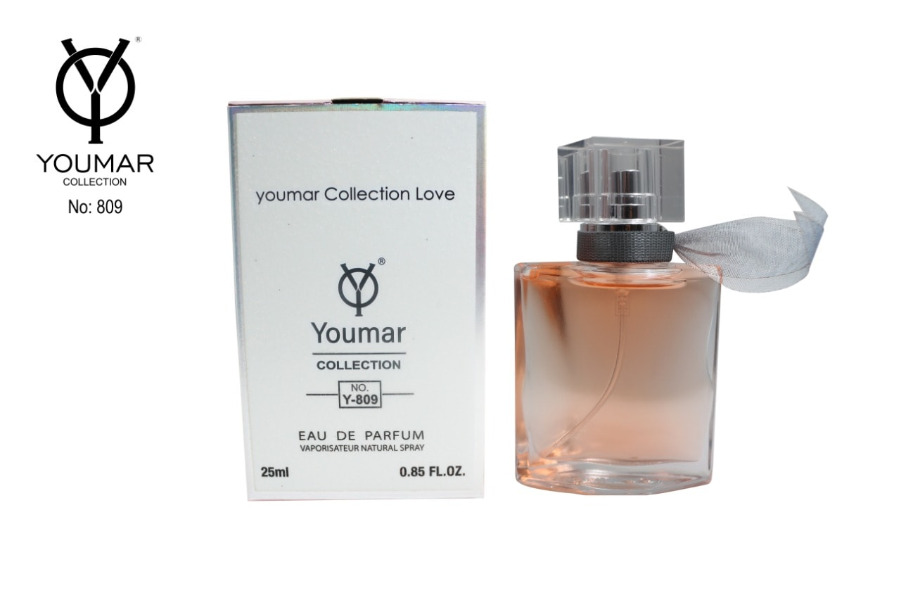 YOUMAR
COLLECTION
No: 809
youmar Collection Love
Youmar
COLLECTION
NO.
Y-809
EAU DE PARFUM
VAPORISATEUR NATURAL SPRAY
25ml 0.85 FL.OZ.